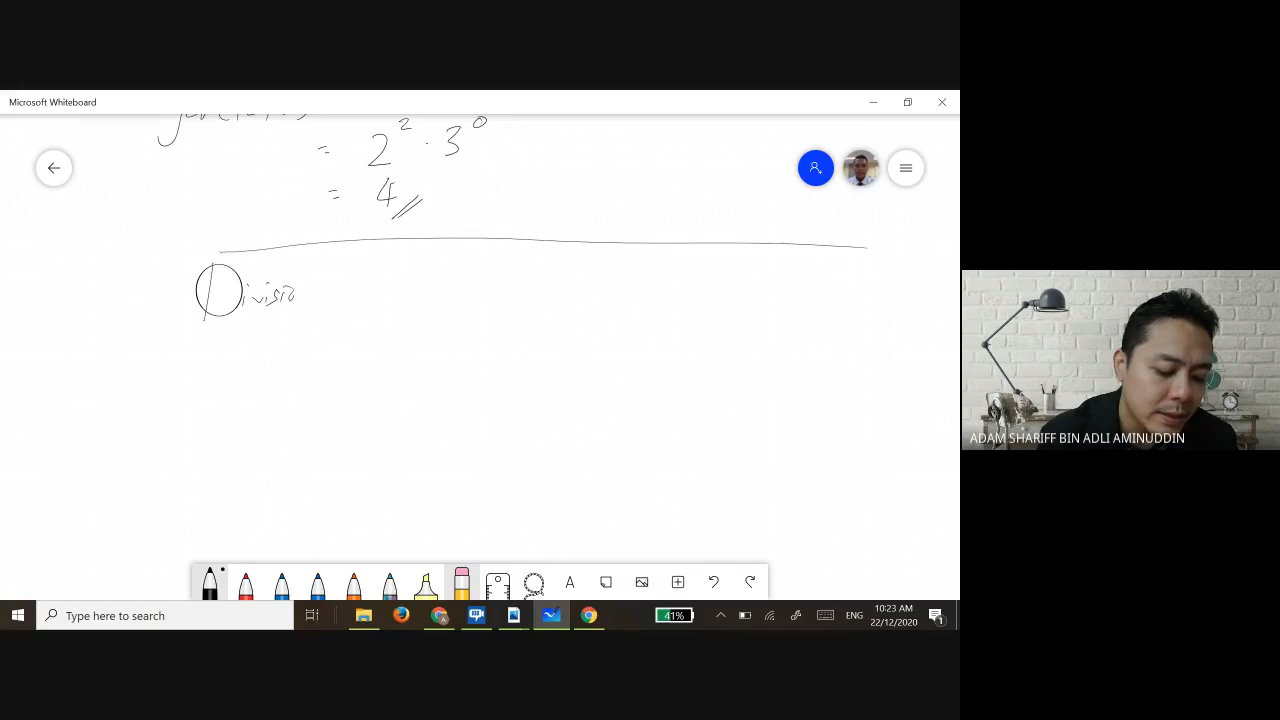 Microsoft Whiteboard
= 2² · 3⁰
= 4
Divisio
ADAM SHARIFF BIN ADLI AMINUDDIN
A
Type here to search
41%
ENG
10:23 AM
22/12/2020